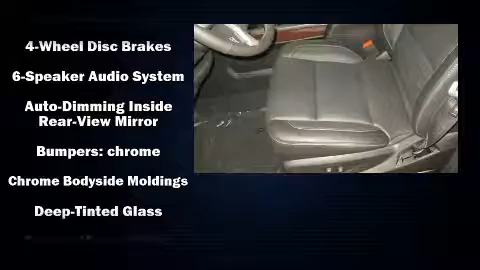 4-Wheel Disc Brakes
6-Speaker Audio System
Auto-Dimming Inside
Rear-View Mirror
Bumpers: chrome
Chrome Bodyside Moldings
Deep-Tinted Glass